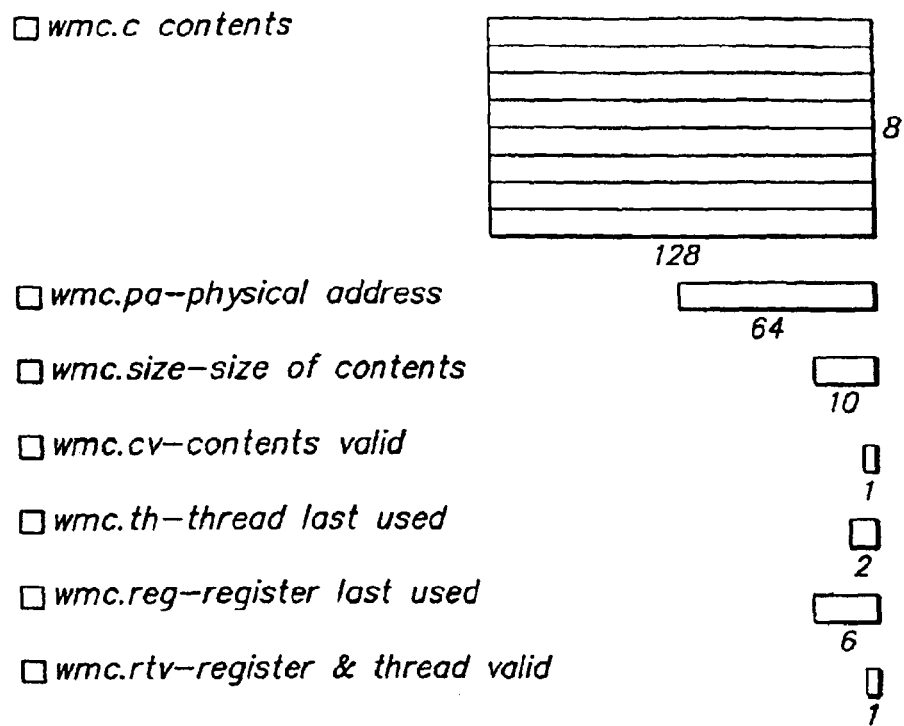 wmc.c contents
8
128
wmc.pa—physical address
64
wmc.size—size of contents
10
wmc.cv—contents valid
1
wmc.th—thread last used
2
wmc.reg—register last used
6
wmc.rtv—register & thread valid
1